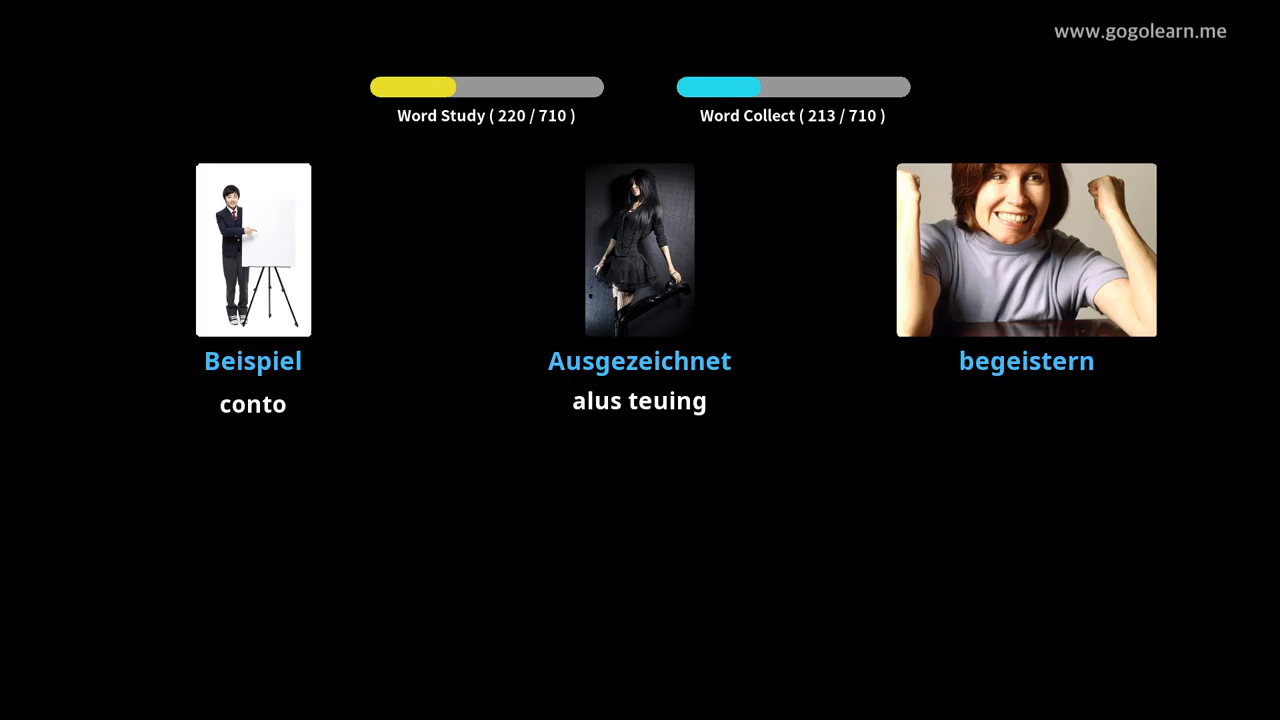 www.gogolearn.me
Word Study ( 220 / 710 )
Word Collect ( 213 / 710 )
Beispiel
Ausgezeichnet
begeistern
conto
alus teuing